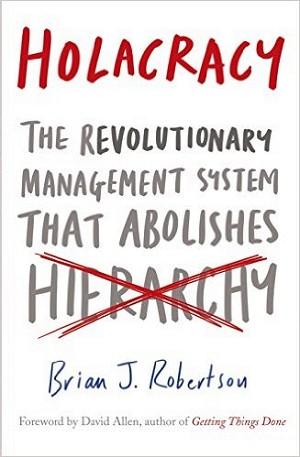 HOLACRACY
THE REVOLUTIONARY
MANAGEMENT SYSTEM
THAT ABOLISHES
HIERARCHY
Brian J. Robertson
Foreword by David Allen, author of Getting Things Done